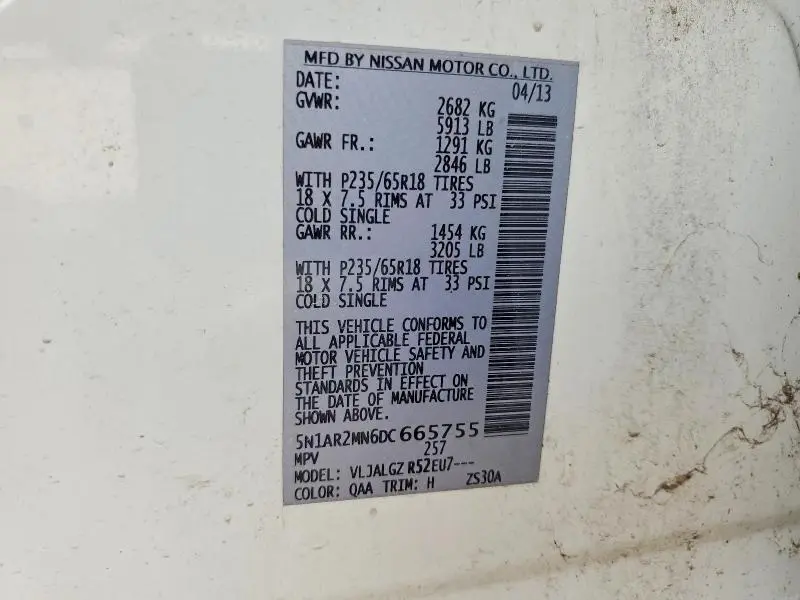 MFD BY NISSAN MOTOR CO., LTD.
DATE: 04/13
GVWR: 2682 KG
5913 LB
GAWR FR.: 1291 KG
2846 LB
WITH P235/65R18 TIRES
18 X 7.5 RIMS AT 33 PSI
COLD SINGLE
GAWR RR.: 1454 KG
3205 LB
WITH P235/65R18 TIRES
18 X 7.5 RIMS AT 33 PSI
COLD SINGLE
THIS VEHICLE CONFORMS TO
ALL APPLICABLE FEDERAL
MOTOR VEHICLE SAFETY AND
THEFT PREVENTION
STANDARDS IN EFFECT ON
THE DATE OF MANUFACTURE
SHOWN ABOVE.
5N1AR2MN6DC 665755
MPV 257
MODEL: VLJALGZ R52EU7---
COLOR: QAA TRIM: H ZS30A